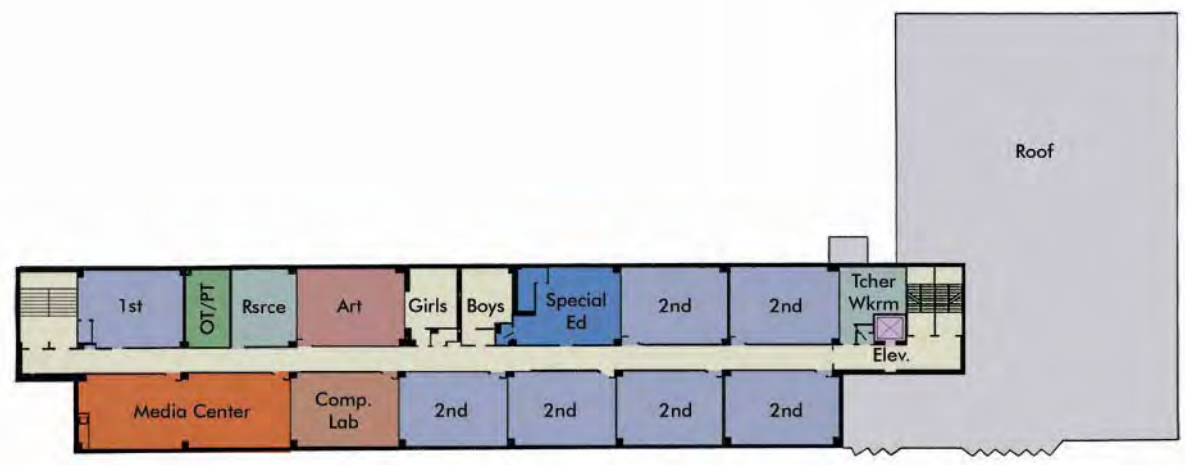 Roof
1st
OT/PT
Rsrce
Art
Girls
Boys
Special
Ed
2nd
2nd
Tcher
Wkrm
Elev.
Media Center
Comp.
Lab
2nd
2nd
2nd
2nd